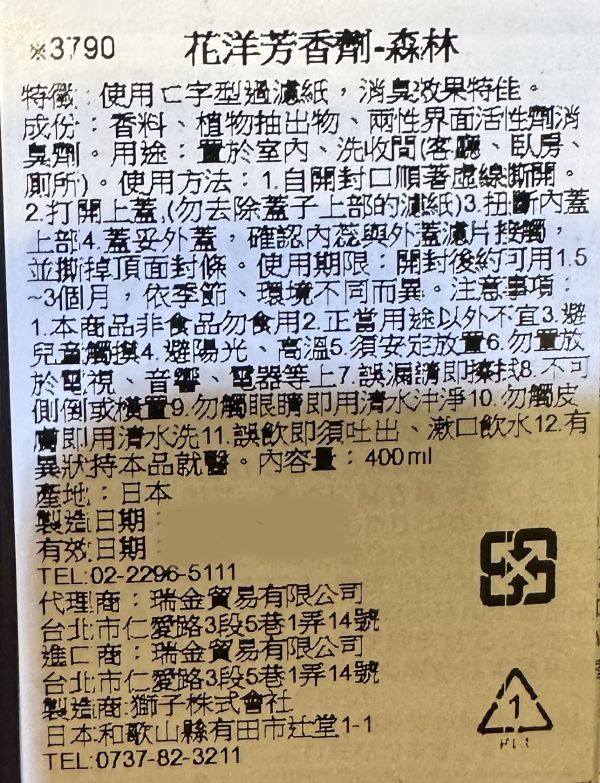 ※3790 花洋芳香劑-森林
特徵：使用ㄈ字型過濾紙，消臭效果特佳。
成份：香料、植物抽出物、兩性界面活性劑消
臭劑。用途：置於室內、洗收間(客廳、臥房、
廁所)。使用方法：1.自開封口順著虛線撕開。
2.打開上蓋,(勿去除蓋子上部的濾紙)3.扭斷內蓋
上部4.蓋妥外蓋，確認內蕊與外蓋濾片接觸，
並撕掉頂面封條。使用期限：開封後約可用1.5
~3個月，依季節、環境不同而異。注意事項：
1.本商品非食品勿食用2.正當用途以外不宜3.避
兒童觸摸4.避陽光、高溫5.須安定放置6.勿置放
於電視、音響、電器等上7.誤漏請即擦拭8.不可
側倒或橫置9.勿觸眼睛即用清水沖淨10.勿觸皮
膚即用清水洗11.誤飲即須吐出、漱口飲水12.有
異狀持本品就醫。內容量：400ml
產地：日本
製造日期：
有效日期：
TEL:02-2296-5111
代理商：瑞金貿易有限公司
台北市仁愛路3段5巷1弄14號
進口商：瑞金貿易有限公司
台北市仁愛路3段5巷1弄14號
製造商:獅子株式會社
日本和歌山縣有田市辻堂1-1
TEL:0737-82-3211
1